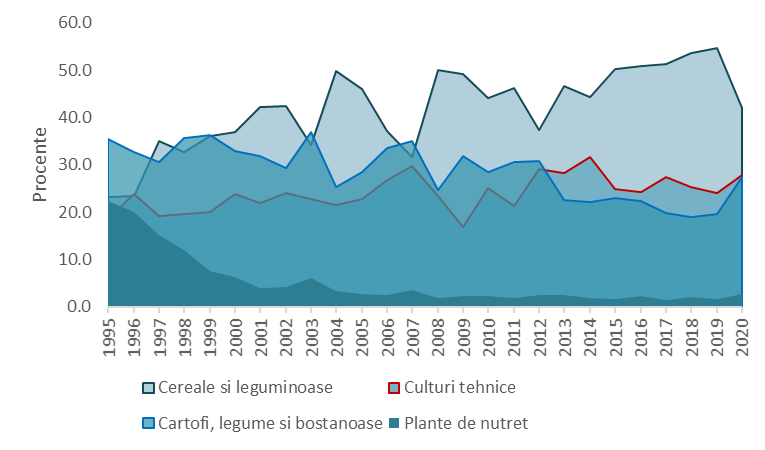 60.0
50.0
40.0
30.0
20.0
10.0
0.0
Procente
1995 1996 1997 1998 1999 2000 2001 2002 2003 2004 2005 2006 2007 2008 2009 2010 2011 2012 2013 2014 2015 2016 2017 2018 2019 2020
Cereale si leguminoase Culturi tehnice
Cartofi, legume si bostanoase Plante de nutret